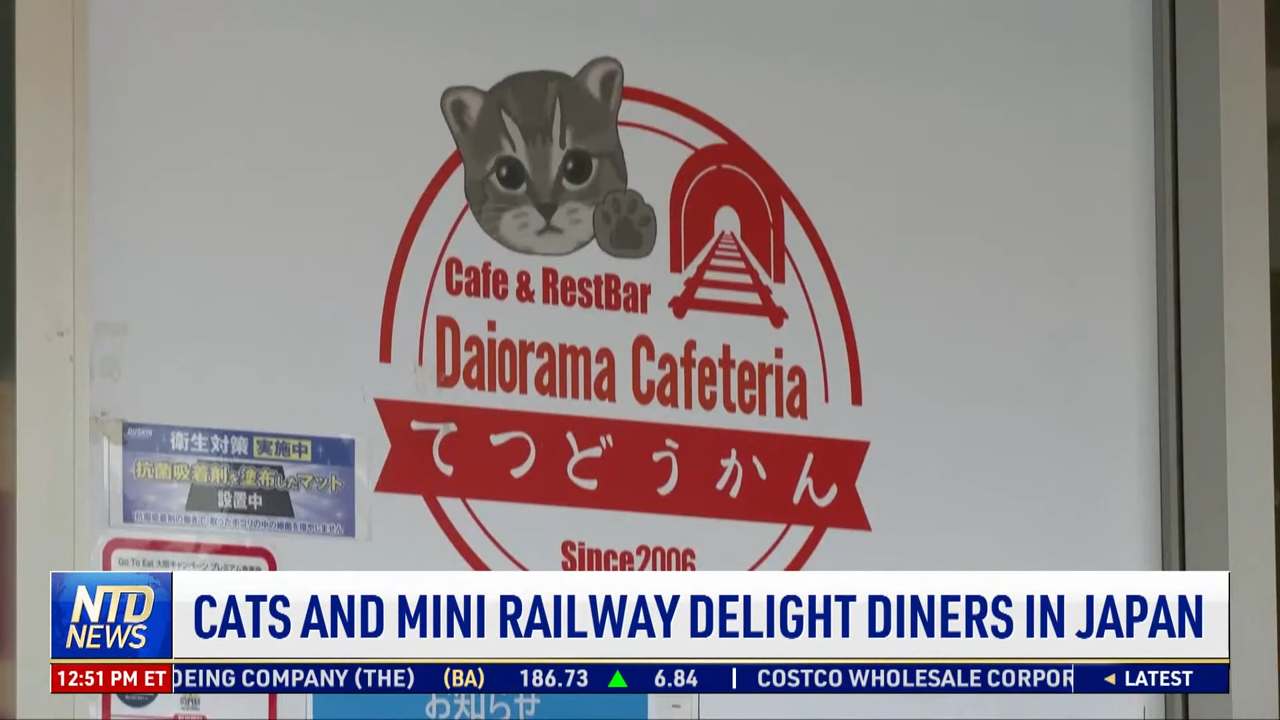 Cafe & RestBar
Daiorama Cafeteria
てつどうかん
Since2006
DUSKIN
衛生対策 実施中
抗菌吸着剤を塗布したマット
設置中
お知らせ
NTD
NEWS
CATS AND MINI RAILWAY DELIGHT DINERS IN JAPAN
12:51 PM ET
OEING COMPANY (THE) (BA) 186.73 ▲ 6.84 | COSTCO WHOLESALE CORPOR
◄ LATEST